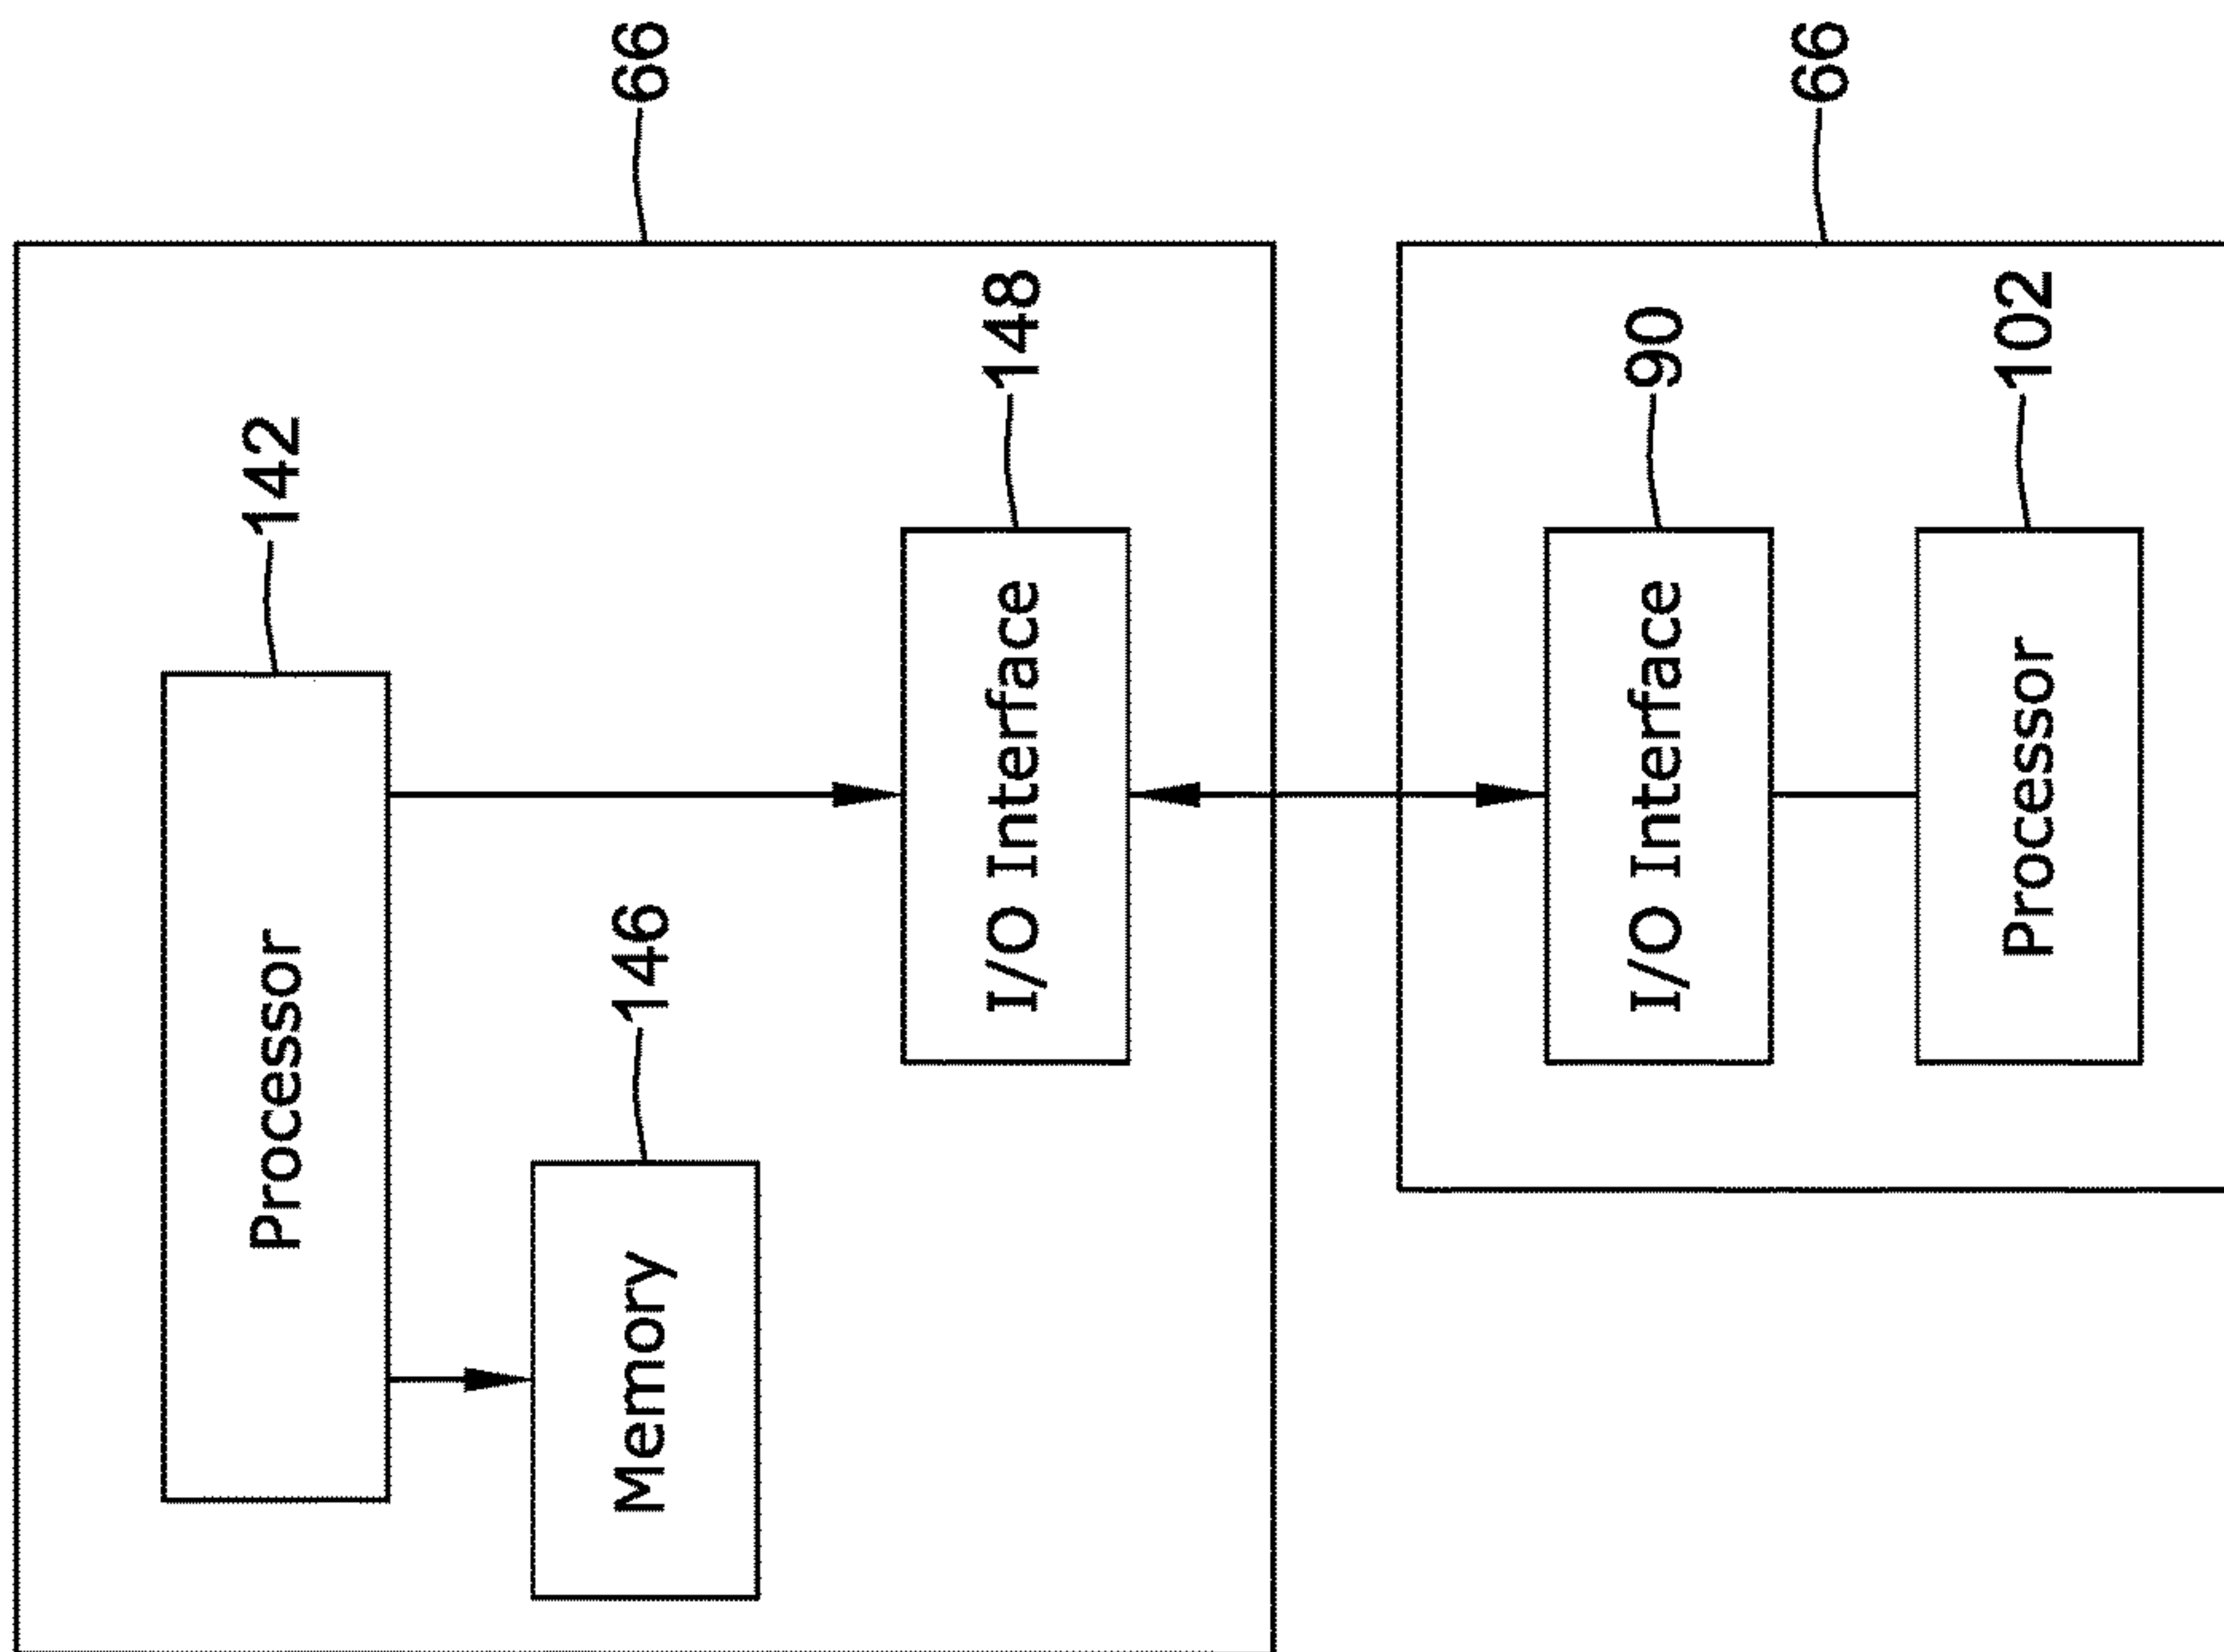 Processor 142
Memory 146
66
I/O Interface 148
I/O Interface 90
66
Processor 102